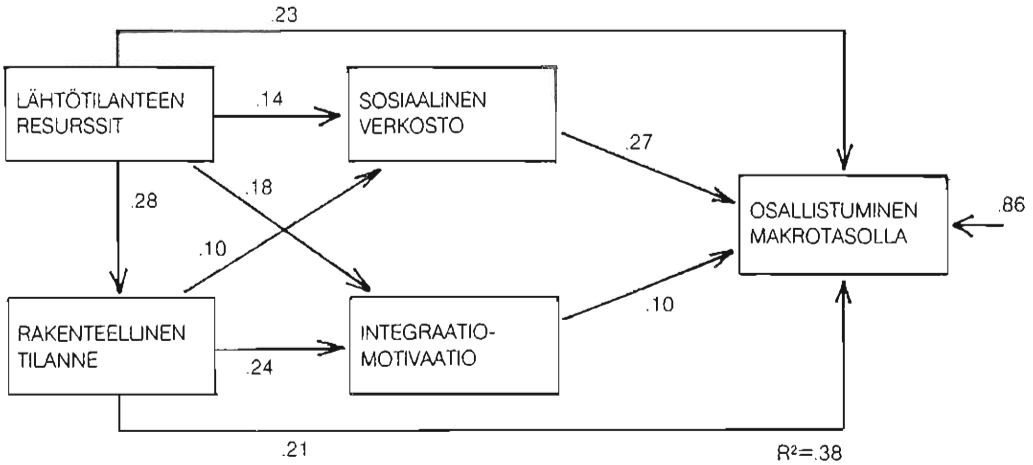 .23
LÄHTÖTILANTEEN
RESURSSIT
.14
SOSIAALINEN
VERKOSTO
.27
.18
.28
OSALLISTUMINEN
MAKROTASOLLA
.86
.10
RAKENTEELLINEN
TILANNE
.24
INTEGRAATIO-
MOTIVAATIO
.10
.21
R²=.38